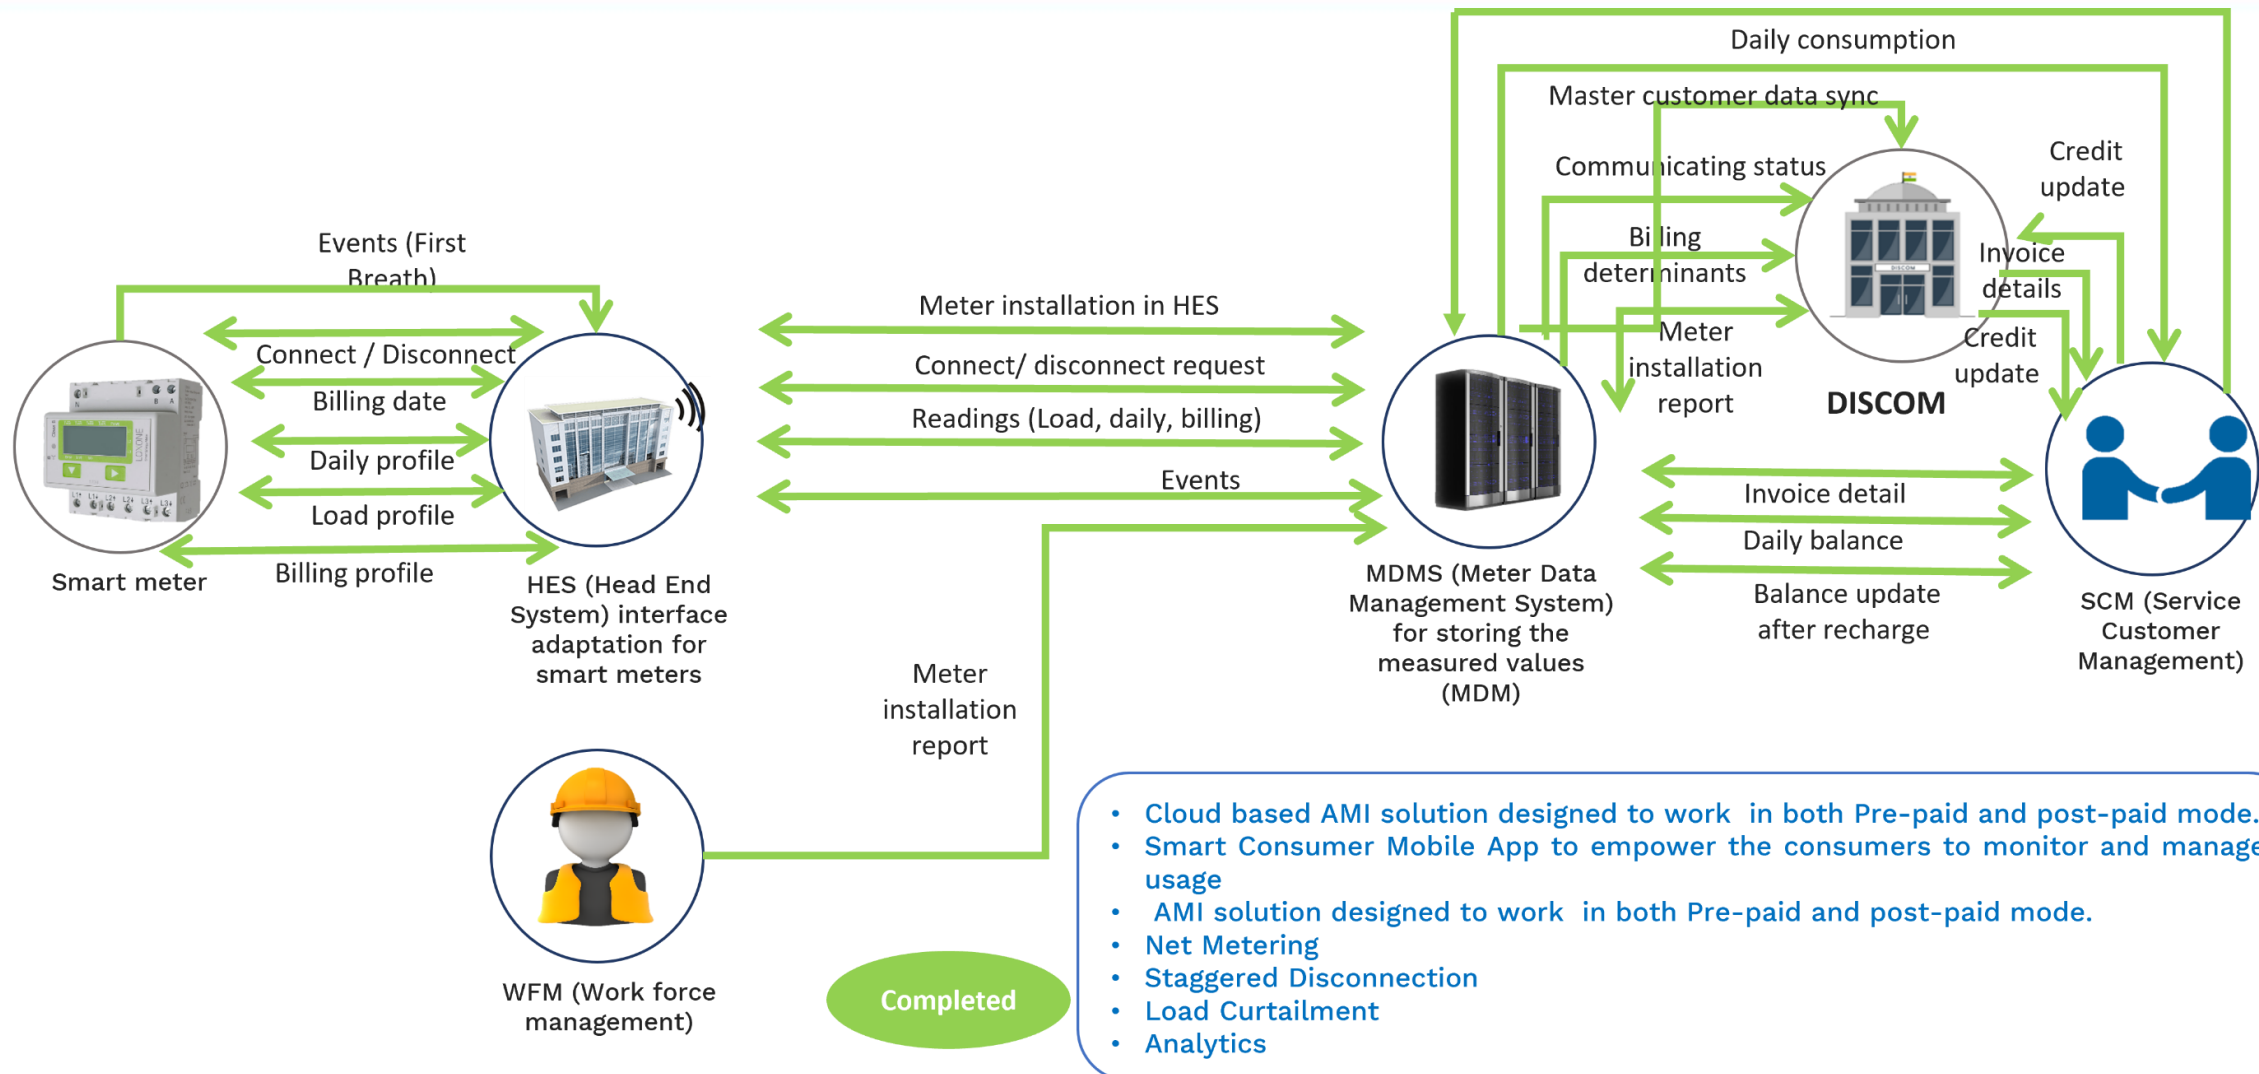 Daily consumption
Master customer data sync
Communicating status
Credit
update
Billing
determinants
Invoice
details
Credit
update
Meter
installation
report
DISCOM
DISCOM
Events (First
Breath)
Connect / Disconnect
Billing date
Daily profile
Load profile
Billing profile
Smart meter
HES (Head End
System) interface
adaptation for
smart meters
Meter installation in HES
Connect/ disconnect request
Readings (Load, daily, billing)
Events
MDMS (Meter Data
Management System)
for storing the
measured values
(MDM)
Invoice detail
Daily balance
Balance update
after recharge
SCM (Service
Customer
Management)
Meter
installation
report
WFM (Work force
management)
Completed
• Cloud based AMI solution designed to work in both Pre-paid and post-paid mode.
• Smart Consumer Mobile App to empower the consumers to monitor and manage
usage
• AMI solution designed to work in both Pre-paid and post-paid mode.
• Net Metering
• Staggered Disconnection
• Load Curtailment
• Analytics